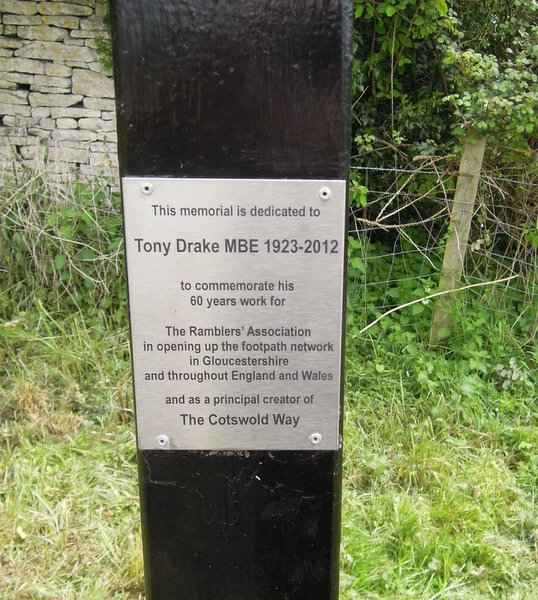 This memorial is dedicated to
Tony Drake MBE 1923-2012
to commemorate his
60 years work for
The Ramblers' Association
in opening up the footpath network
in Gloucestershire
and throughout England and Wales
and as a principal creator of
The Cotswold Way